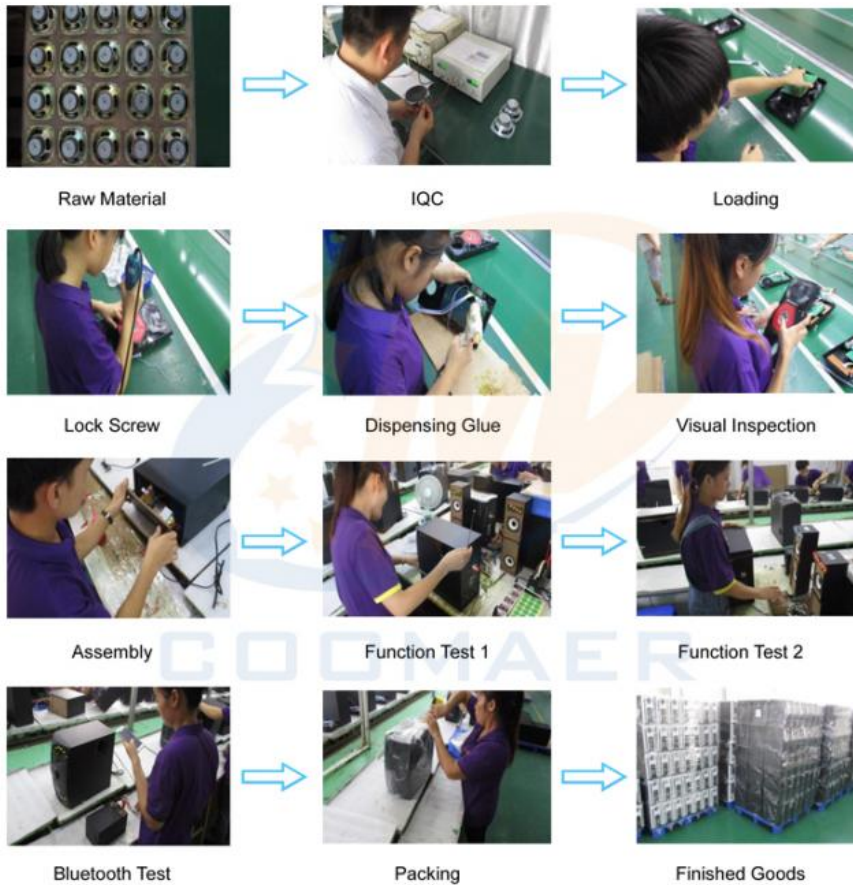 Raw Material
IQC
Loading
Lock Screw
Dispensing Glue
Visual Inspection
Assembly
Function Test 1
Function Test 2
COOMAER
Bluetooth Test
Packing
Finished Goods